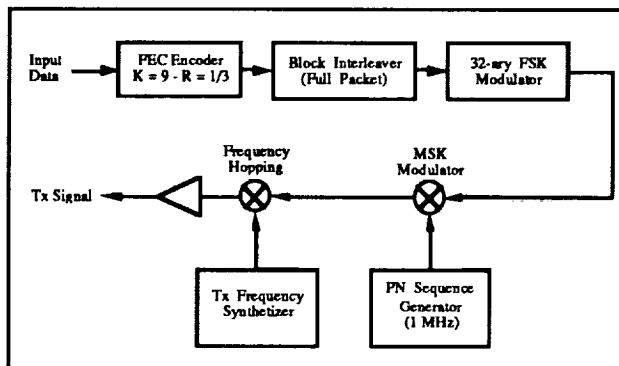 Input
Data
FEC Encoder
K = 9 - R = 1/3
Block Interleaver
(Full Packet)
32-ary FSK
Modulator
Frequency
Hopping
MSK
Modulator
Tx Signal
Tx Frequency
Synthetizer
PN Sequence
Generator
(1 MHz)